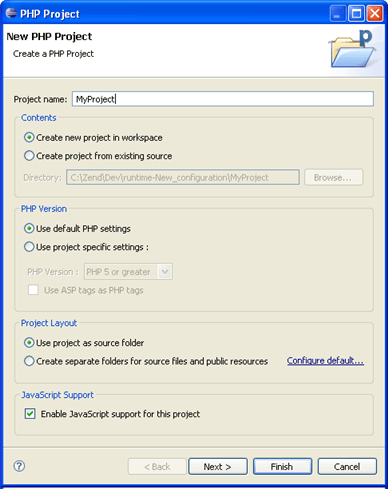 PHP Project
New PHP Project
Create a PHP Project
Project name: MyProject
Contents
Create new project in workspace
Create project from existing source
Directory: C:\Zend\Dev\runtime-New_configuration\MyProject Browse...
PHP Version
Use default PHP settings
Use project specific settings :
PHP Version : PHP 5 or greater
Use ASP tags as PHP tags
Project Layout
Use project as source folder
Create separate folders for source files and public resources Configure default...
JavaScript Support
Enable JavaScript support for this project
? < Back Next > Finish Cancel